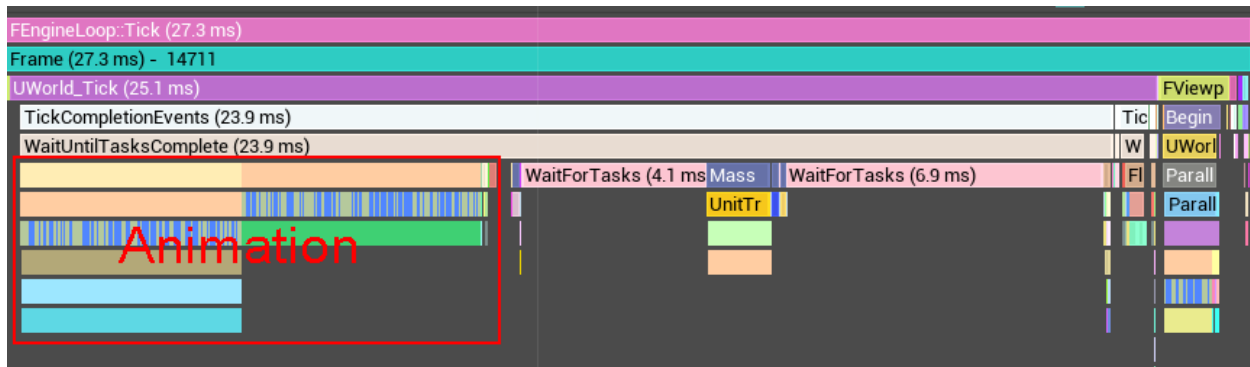 FEngineLoop::Tick (27.3 ms)
Frame (27.3 ms) - 14711
UWorld_Tick (25.1 ms) FViewp
TickCompletionEvents (23.9 ms) Tic Begin
WaitUntilTasksComplete (23.9 ms) W UWorl
WaitForTasks (4.1 ms Mass WaitForTasks (6.9 ms) Fl Parall
UnitTr Parall
Animation